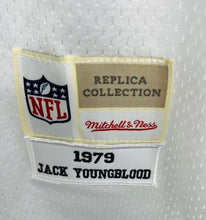 NFL
REPLICA
COLLECTION
Mitchell & Ness
1979
JACK YOUNGBLOOD